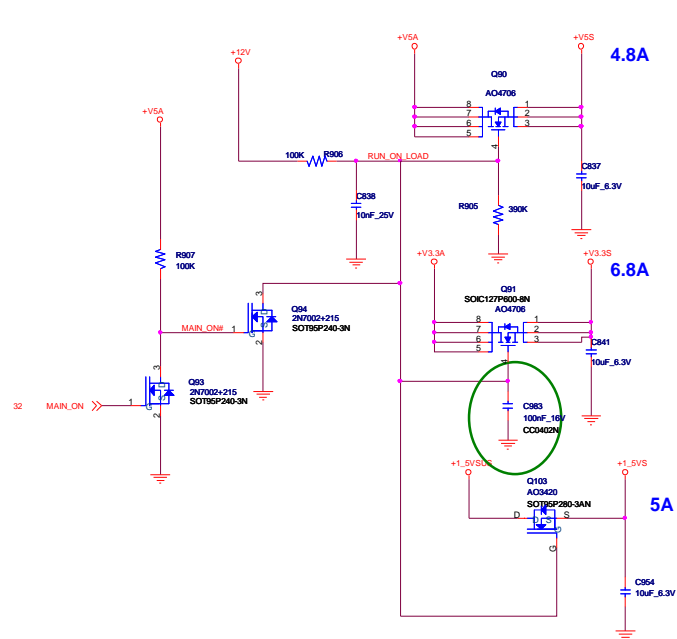 +V5A
+V5S
4.8A
+12V
Q90
AO4706
8
7
6
5
1
2
3
4
+V5A
100K
R906
RUN_ON_LOAD
C837
10uF_6.3V
C838
10nF_25V
R905
390K
R907
100K
+V3.3A
+V3.3S
6.8A
Q91
SOIC127P600-8N
AO4706
8
7
6
5
1
2
3
4
3
Q94
2N7002+215
SOT95P240-3N
MAIN_ON#
1
D
S
G
2
C841
10uF_6.3V
3
Q93
2N7002+215
SOT95P240-3N
32
MAIN_ON
1
D
S
G
2
C983
100nF_16V
CC0402N
+1_5VSUS
+1_5VS
Q103
AO3420
SOT95P280-3AN
5A
D
D
S
S
G
G
C954
10uF_6.3V